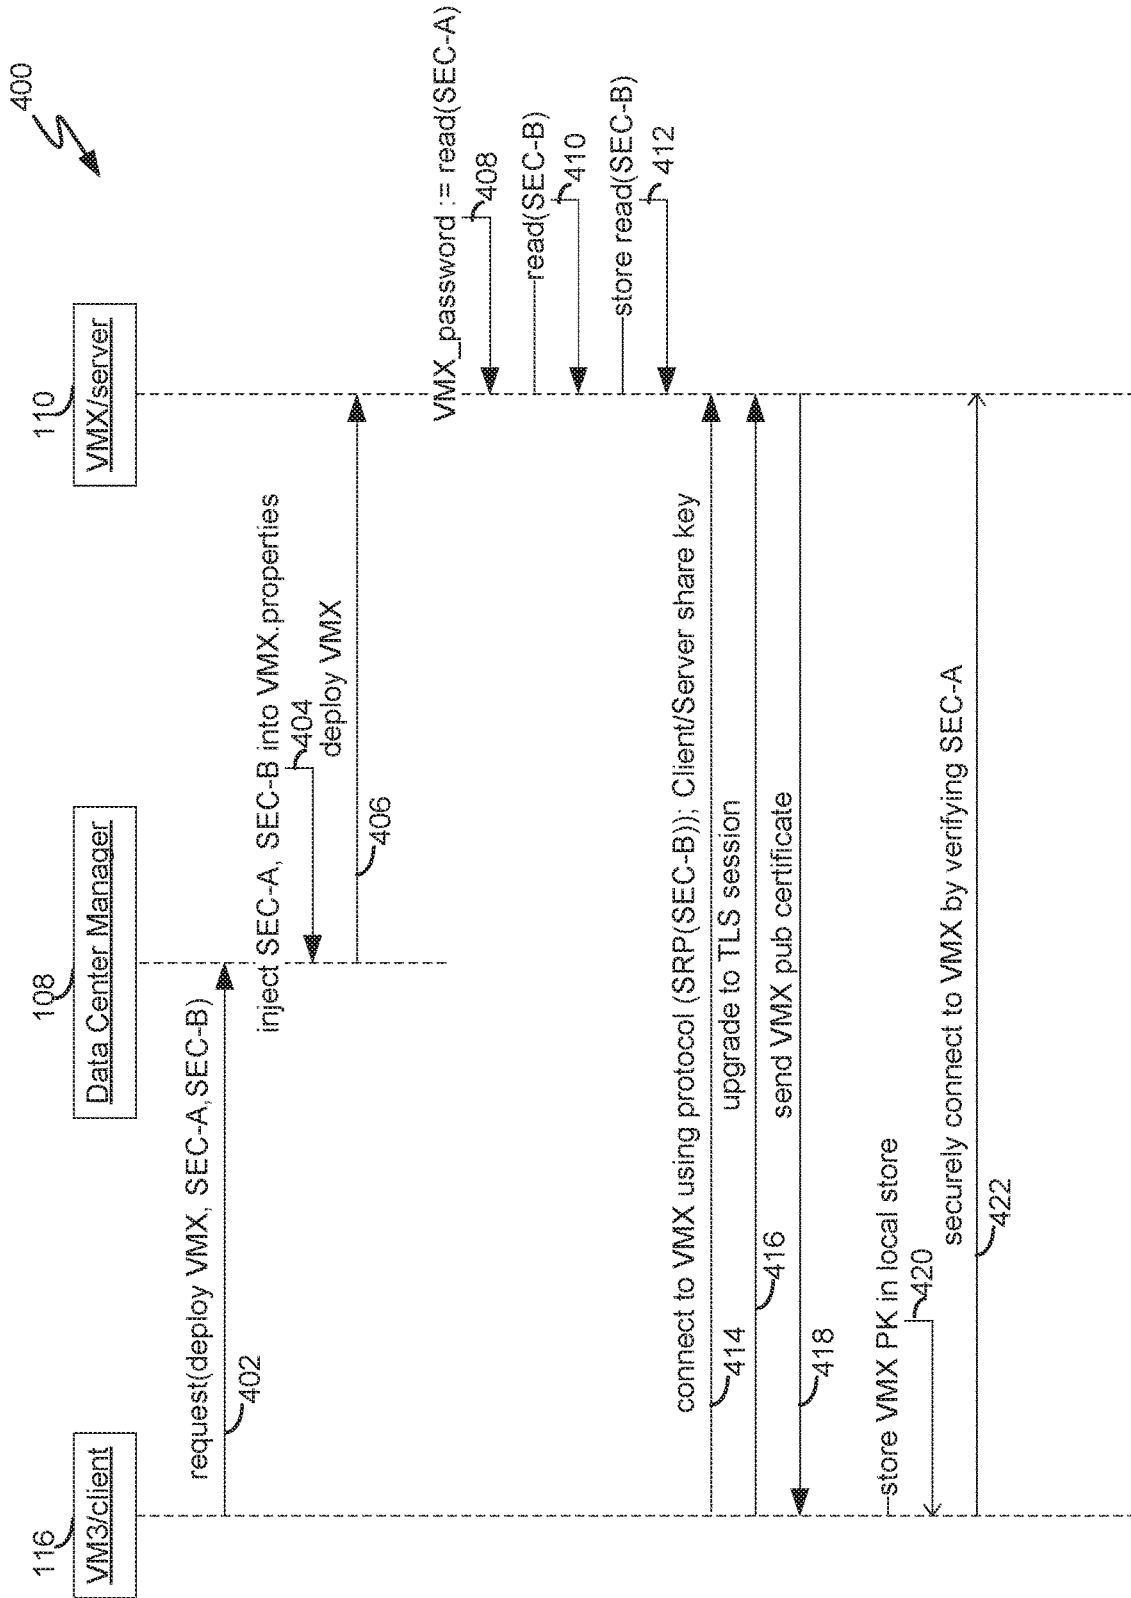 400
116
VM3/client
108
Data Center Manager
110
VMX/server
request(deploy VMX, SEC-A,SEC-B)
402
inject SEC-A, SEC-B into VMX.properties
404
deploy VMX
406
VMX_password := read(SEC-A)
408
read(SEC-B)
410
store read(SEC-B)
412
connect to VMX using protocol (SRP(SEC-B)); Client/Server share key
414
upgrade to TLS session
416
send VMX pub certificate
418
store VMX PK in local store
420
securely connect to VMX by verifying SEC-A
422